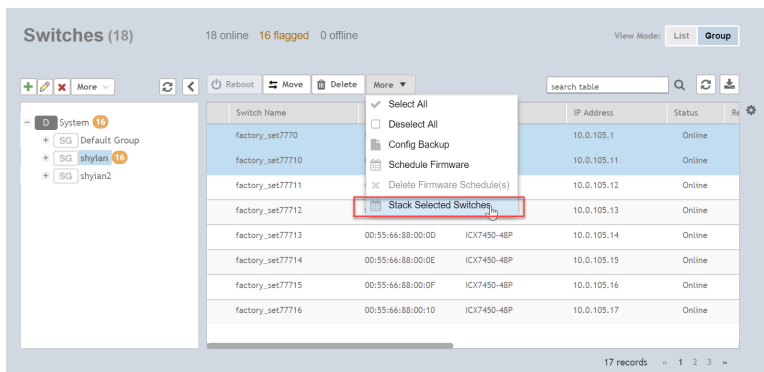 Switches (18)
18 online 16 flagged 0 offline
View Mode: List Group
More
Reboot Move Delete More ▼
search table
D System 16
SG Default Group
SG shyian 16
SG shyian2
Switch Name IP Address Status Re
factory_set7770 10.0.105.1 Online
factory_set77710 10.0.105.11 Online
factory_set77711 10.0.105.12 Online
factory_set77712 10.0.105.13 Online
factory_set77713 00:55:66:88:00:0D ICX7450-48P 10.0.105.14 Online
factory_set77714 00:55:66:88:00:0E ICX7450-48P 10.0.105.15 Online
factory_set77715 00:55:66:88:00:0F ICX7450-48P 10.0.105.16 Online
factory_set77716 00:55:66:88:00:10 ICX7450-48P 10.0.105.17 Online
Select All
Deselect All
Config Backup
Schedule Firmware
Delete Firmware Schedule(s)
Stack Selected Switches
17 records « 1 2 3 »